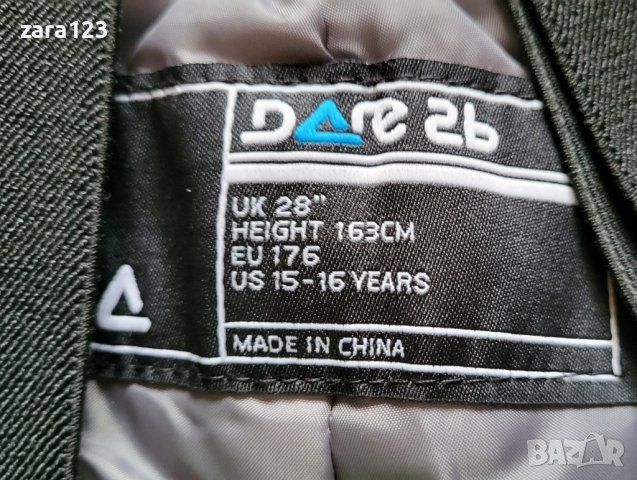 zara123
Dare 2b
UK 28"
HEIGHT 163CM
EU 176
US 15-16 YEARS
MADE IN CHINA
BAZAR